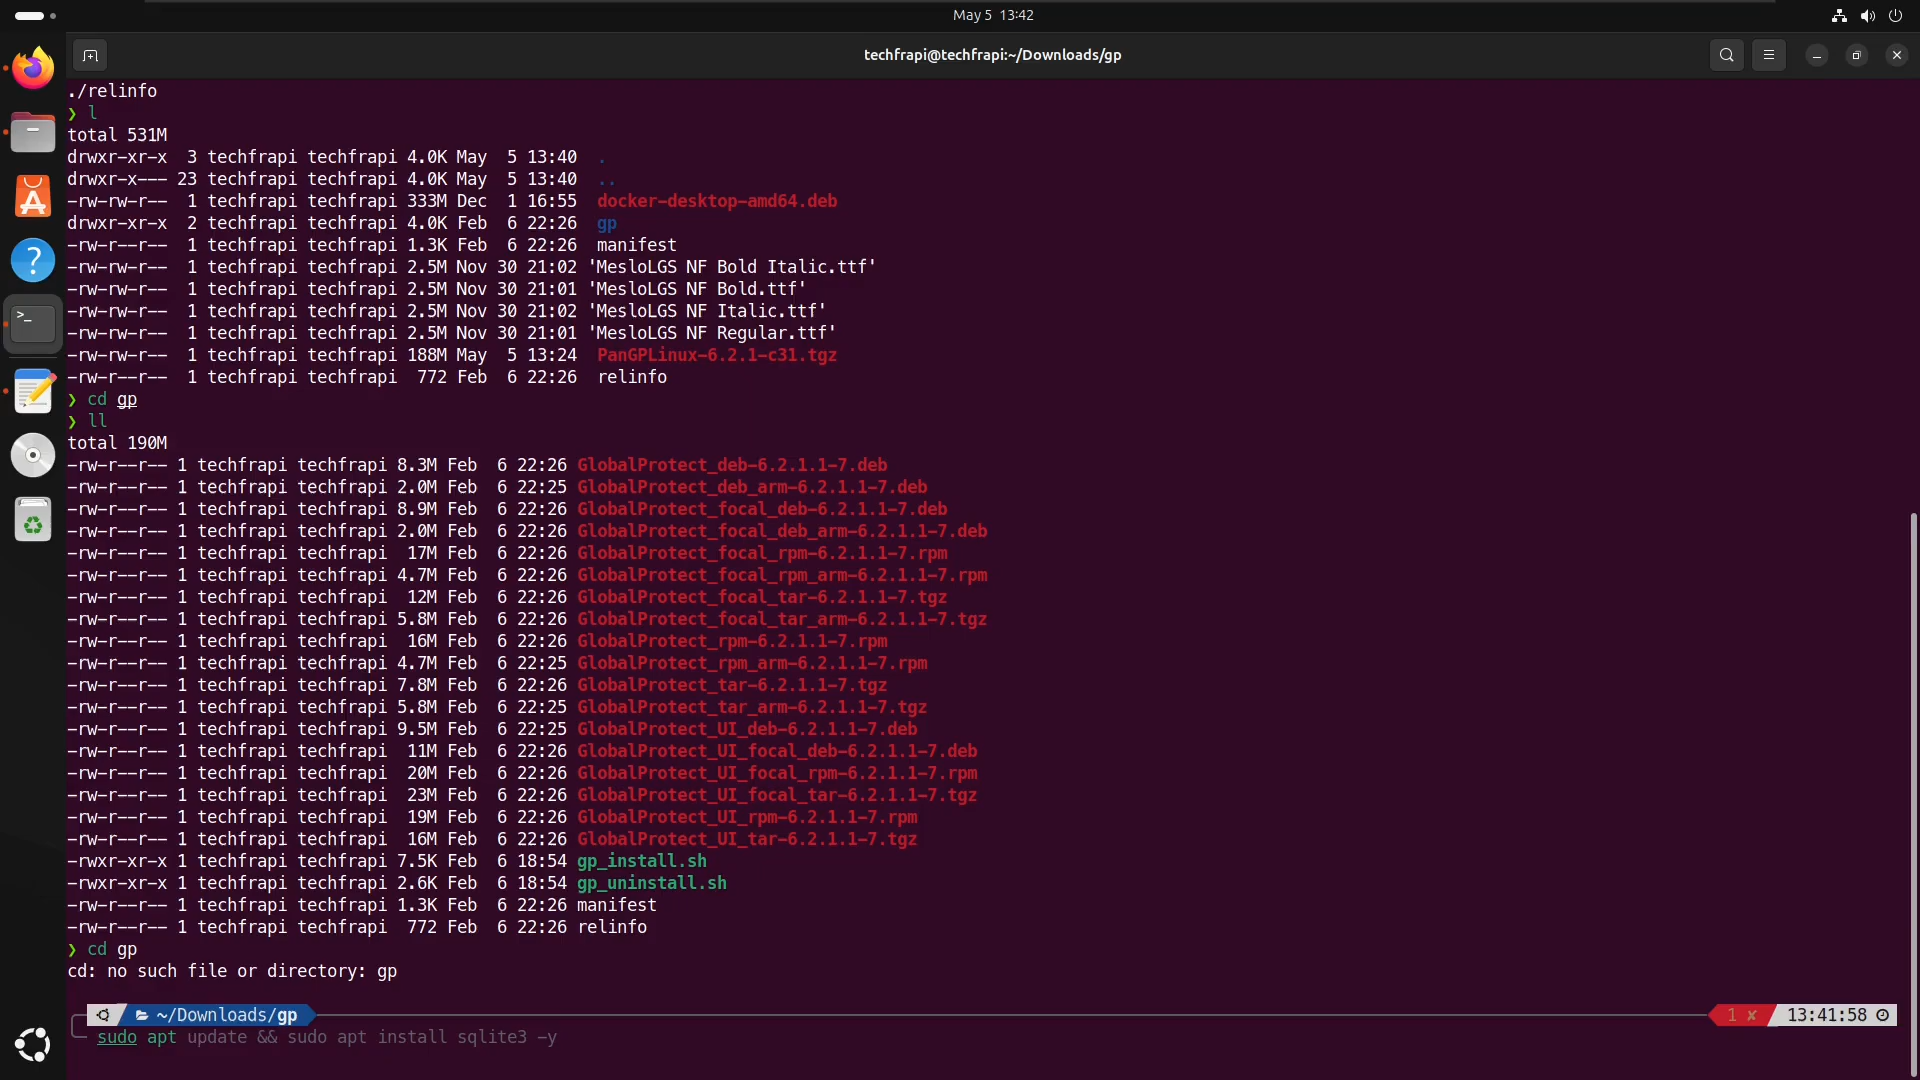 May 5 13:42
techfrapi@techfrapi:~/Downloads/gp
./relinfo
❯ l
total 531M
drwxr-xr-x  3 techfrapi techfrapi 4.0K May  5 13:40  .
drwxr-x--- 23 techfrapi techfrapi 4.0K May  5 13:40  ..
-rw-rw-r--  1 techfrapi techfrapi 333M Dec  1 16:55  docker-desktop-amd64.deb
drwxr-xr-x  2 techfrapi techfrapi 4.0K Feb  6 22:26  gp
-rw-r--r--  1 techfrapi techfrapi 1.3K Feb  6 22:26  manifest
-rw-rw-r--  1 techfrapi techfrapi 2.5M Nov 30 21:02 'MesloLGS NF Bold Italic.ttf'
-rw-rw-r--  1 techfrapi techfrapi 2.5M Nov 30 21:01 'MesloLGS NF Bold.ttf'
-rw-rw-r--  1 techfrapi techfrapi 2.5M Nov 30 21:02 'MesloLGS NF Italic.ttf'
-rw-rw-r--  1 techfrapi techfrapi 2.5M Nov 30 21:01 'MesloLGS NF Regular.ttf'
-rw-rw-r--  1 techfrapi techfrapi 188M May  5 13:24  PanGPLinux-6.2.1-c31.tgz
-rw-r--r--  1 techfrapi techfrapi  772 Feb  6 22:26  relinfo
❯ cd gp
❯ ll
total 190M
-rw-r--r-- 1 techfrapi techfrapi 8.3M Feb  6 22:26 GlobalProtect_deb-6.2.1.1-7.deb
-rw-r--r-- 1 techfrapi techfrapi 2.0M Feb  6 22:25 GlobalProtect_deb_arm-6.2.1.1-7.deb
-rw-r--r-- 1 techfrapi techfrapi 8.9M Feb  6 22:26 GlobalProtect_focal_deb-6.2.1.1-7.deb
-rw-r--r-- 1 techfrapi techfrapi 2.0M Feb  6 22:26 GlobalProtect_focal_deb_arm-6.2.1.1-7.deb
-rw-r--r-- 1 techfrapi techfrapi  17M Feb  6 22:26 GlobalProtect_focal_rpm-6.2.1.1-7.rpm
-rw-r--r-- 1 techfrapi techfrapi 4.7M Feb  6 22:26 GlobalProtect_focal_rpm_arm-6.2.1.1-7.rpm
-rw-r--r-- 1 techfrapi techfrapi  12M Feb  6 22:26 GlobalProtect_focal_tar-6.2.1.1-7.tgz
-rw-r--r-- 1 techfrapi techfrapi 5.8M Feb  6 22:26 GlobalProtect_focal_tar_arm-6.2.1.1-7.tgz
-rw-r--r-- 1 techfrapi techfrapi  16M Feb  6 22:26 GlobalProtect_rpm-6.2.1.1-7.rpm
-rw-r--r-- 1 techfrapi techfrapi 4.7M Feb  6 22:25 GlobalProtect_rpm_arm-6.2.1.1-7.rpm
-rw-r--r-- 1 techfrapi techfrapi 7.8M Feb  6 22:26 GlobalProtect_tar-6.2.1.1-7.tgz
-rw-r--r-- 1 techfrapi techfrapi 5.8M Feb  6 22:25 GlobalProtect_tar_arm-6.2.1.1-7.tgz
-rw-r--r-- 1 techfrapi techfrapi 9.5M Feb  6 22:25 GlobalProtect_UI_deb-6.2.1.1-7.deb
-rw-r--r-- 1 techfrapi techfrapi  11M Feb  6 22:26 GlobalProtect_UI_focal_deb-6.2.1.1-7.deb
-rw-r--r-- 1 techfrapi techfrapi  20M Feb  6 22:26 GlobalProtect_UI_focal_rpm-6.2.1.1-7.rpm
-rw-r--r-- 1 techfrapi techfrapi  23M Feb  6 22:26 GlobalProtect_UI_focal_tar-6.2.1.1-7.tgz
-rw-r--r-- 1 techfrapi techfrapi  19M Feb  6 22:26 GlobalProtect_UI_rpm-6.2.1.1-7.rpm
-rw-r--r-- 1 techfrapi techfrapi  16M Feb  6 22:26 GlobalProtect_UI_tar-6.2.1.1-7.tgz
-rwxr-xr-x 1 techfrapi techfrapi 7.5K Feb  6 18:54 gp_install.sh
-rwxr-xr-x 1 techfrapi techfrapi 2.6K Feb  6 18:54 gp_uninstall.sh
-rw-r--r-- 1 techfrapi techfrapi 1.3K Feb  6 22:26 manifest
-rw-r--r-- 1 techfrapi techfrapi  772 Feb  6 22:26 relinfo
❯ cd gp
cd: no such file or directory: gp
~/Downloads/gp 1 ✘ 13:41:58
sudo apt update && sudo apt install sqlite3 -y